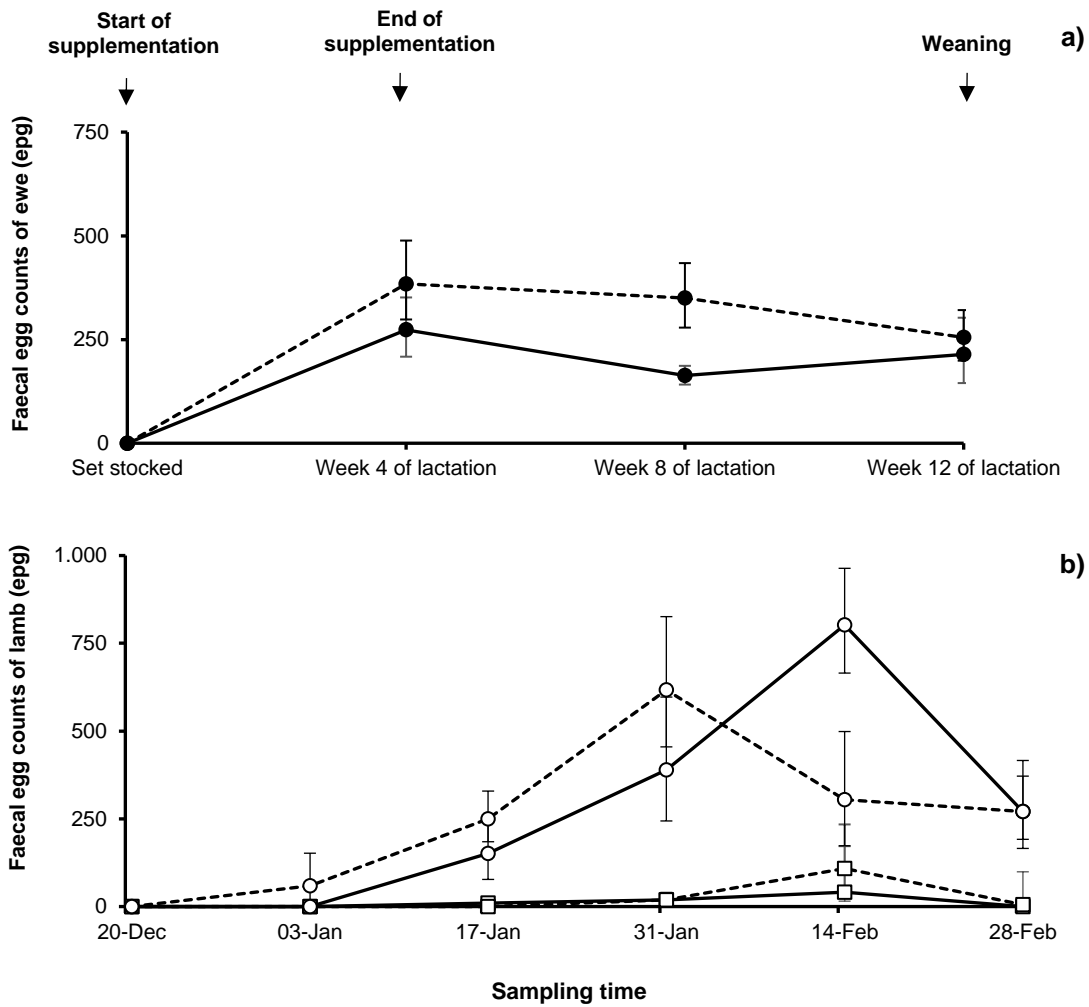 Start of
supplementation
End of
supplementation
Weaning
a)
Faecal egg counts of ewe (epg)
750
500
250
0
Set stocked
Week 4 of lactation
Week 8 of lactation
Week 12 of lactation
b)
Faecal egg counts of lamb (epg)
1.000
750
500
250
0
20-Dec
03-Jan
17-Jan
31-Jan
14-Feb
28-Feb
Sampling time